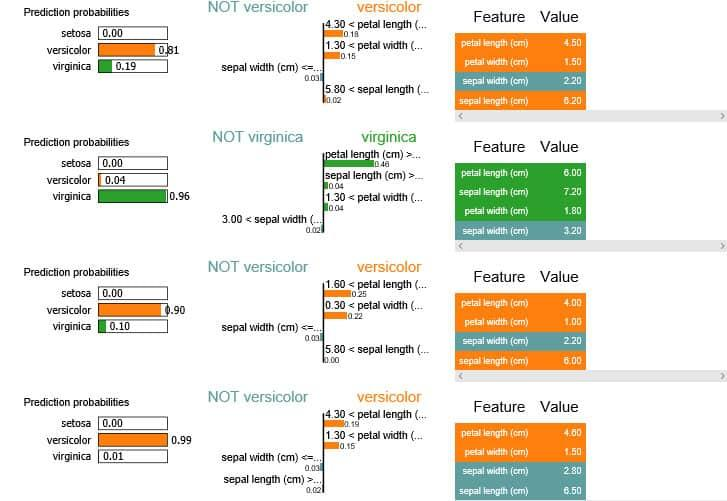 Prediction probabilities
setosa 0.00
versicolor 0.81
virginica 0.19
NOT versicolor versicolor
4.30 < petal length (...
0.18
1.30 < petal width (...
0.15
sepal width (cm) <=...
0.03
5.80 < sepal length (...
0.02
Feature Value
petal length (cm) 4.50
petal width (cm) 1.50
sepal width (cm) 2.20
sepal length (cm) 6.20
Prediction probabilities
setosa 0.00
versicolor 0.04
virginica 0.96
NOT virginica virginica
petal length (cm) >...
0.46
sepal length (cm) >...
0.04
1.30 < petal width (...
0.04
3.00 < sepal width (...
0.02
Feature Value
petal length (cm) 6.00
sepal length (cm) 7.20
petal width (cm) 1.80
sepal width (cm) 3.20
Prediction probabilities
setosa 0.00
versicolor 0.90
virginica 0.10
NOT versicolor versicolor
1.60 < petal length (...
0.25
0.30 < petal width (...
0.22
sepal width (cm) <=...
0.03
5.80 < sepal length (...
0.00
Feature Value
petal length (cm) 4.00
petal width (cm) 1.00
sepal width (cm) 2.20
sepal length (cm) 6.00
Prediction probabilities
setosa 0.00
versicolor 0.99
virginica 0.01
NOT versicolor versicolor
4.30 < petal length (...
0.19
1.30 < petal width (...
0.15
sepal width (cm) <=...
0.03
sepal length (cm) >...
0.02
Feature Value
petal length (cm) 4.60
petal width (cm) 1.50
sepal width (cm) 2.80
sepal length (cm) 6.50